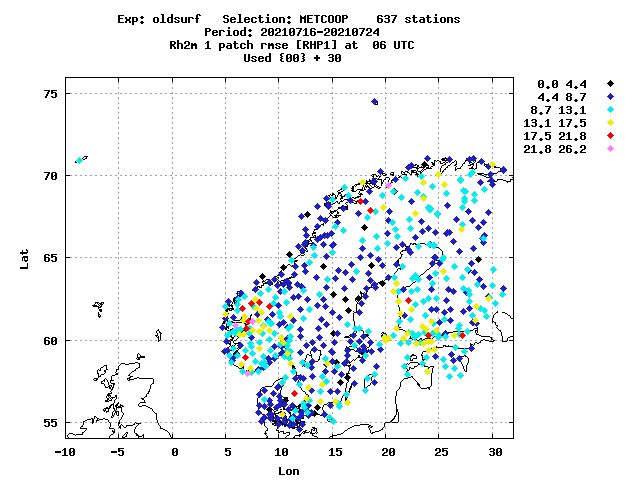 Exp: oldsurf   Selection: METCOOP    637 stations
Period: 20210716-20210724
Rh2m 1 patch rmse [RHP1] at  06 UTC
Used {00} + 30
0.0 4.4
4.4 8.7
8.7 13.1
13.1 17.5
17.5 21.8
21.8 26.2
75
70
65
60
55
Lat
-10 -5 0 5 10 15 20 25 30
Lon